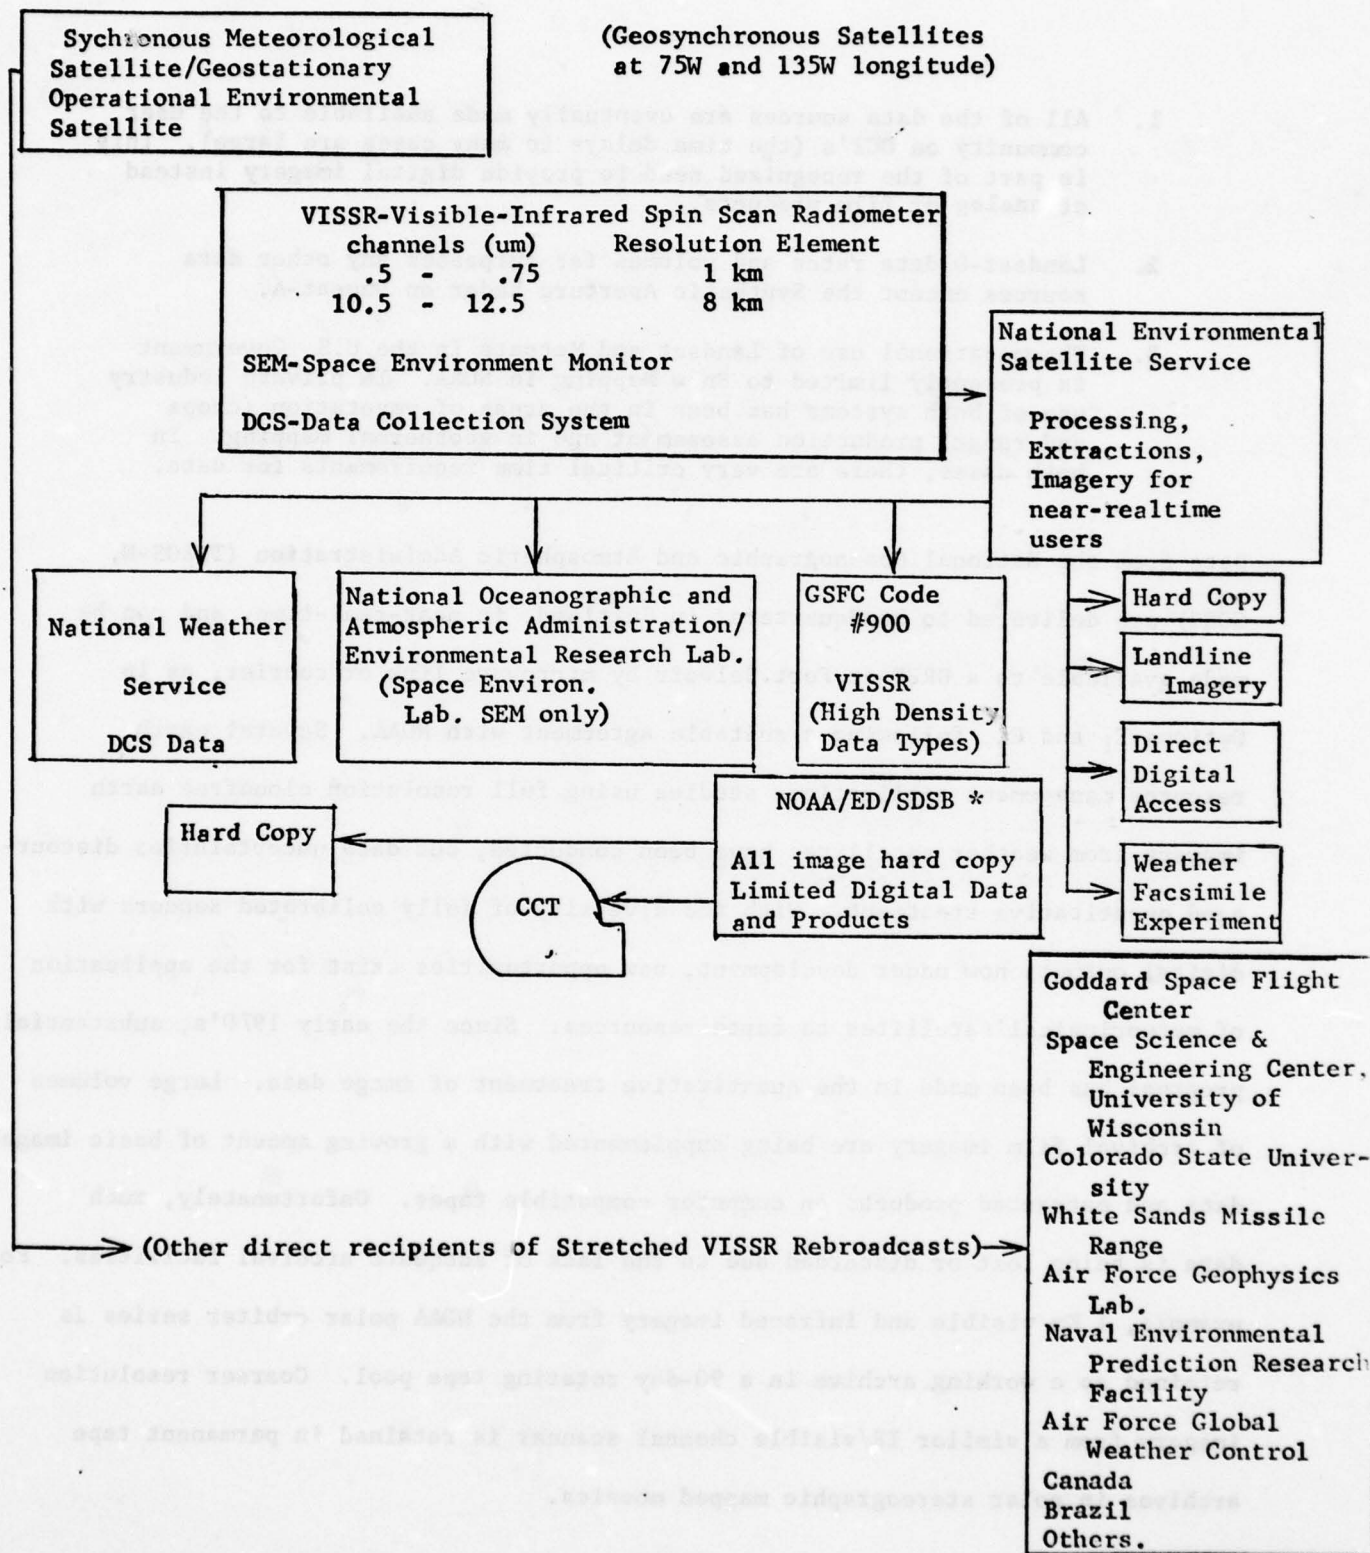 Sychronous Meteorological
Satellite/Geostationary
Operational Environmental
Satellite
(Geosynchronous Satellites
at 75W and 135W longitude)
VISSR-Visible-Infrared Spin Scan Radiometer
channels (um) Resolution Element
.5 - .75 1 km
10.5 - 12.5 8 km
SEM-Space Environment Monitor
DCS-Data Collection System
National Environmental
Satellite Service
Processing,
Extractions,
Imagery for
near-realtime
users
National Weather
Service
DCS Data
National Oceanographic and
Atmospheric Administration/
Environmental Research Lab.
(Space Environ.
Lab. SEM only)
GSFC Code
#900
VISSR
(High Density
Data Types)
Hard Copy
Landline
Imagery
Direct
Digital
Access
Weather
Facsimile
Experiment
NOAA/ED/SDSB *
All image hard copy
Limited Digital Data
and Products
Hard Copy
CCT
(Other direct recipients of Stretched VISSR Rebroadcasts)
Goddard Space Flight
Center
Space Science &
Engineering Center,
University of
Wisconsin
Colorado State Univer-
sity
White Sands Missile
Range
Air Force Geophysics
Lab.
Naval Environmental
Prediction Research
Facility
Air Force Global
Weather Control
Canada
Brazil
Others.